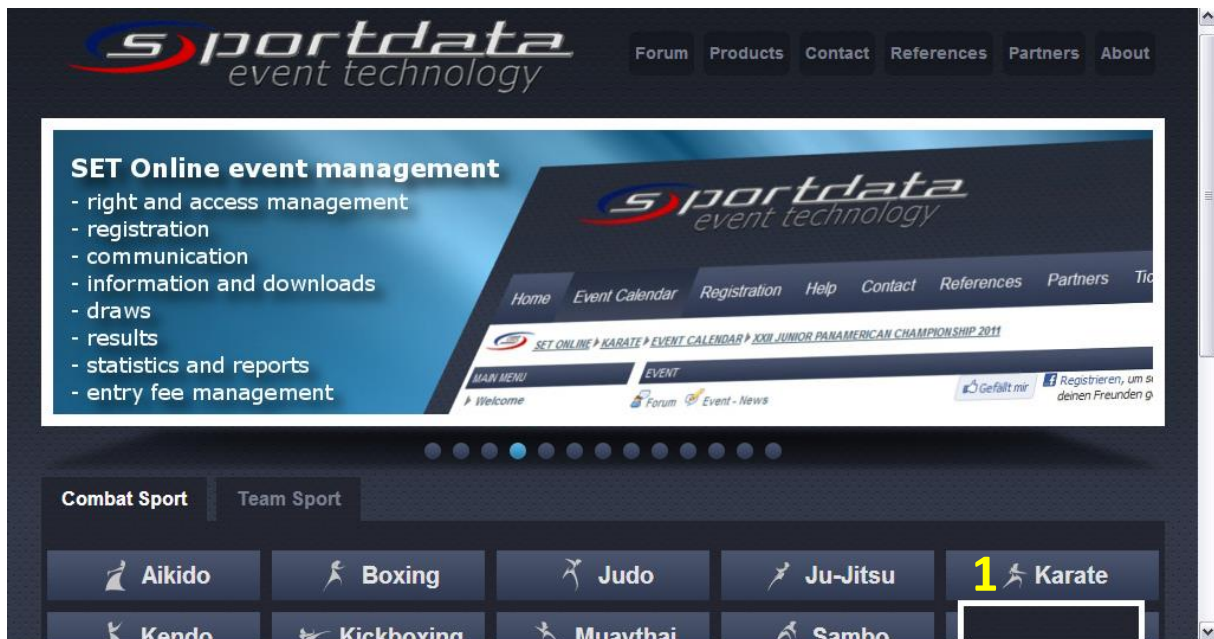 sportdata
event technology
Forum Products Contact References Partners About
SET Online event management
- right and access management
- registration
- communication
- information and downloads
- draws
- results
- statistics and reports
- entry fee management
sportdata
event technology
Home Event Calendar Registration Help Contact References Partners
SET ONLINE KARATE EVENT CALENDAR XXII JUNIOR PANAMERICAN CHAMPIONSHIP 2011
MAIN MENU EVENT
Welcome Forum Event - News Gefällt mir Registrieren, um
deinen Freunden
Combat Sport Team Sport
Aikido Boxing Judo Ju-Jitsu 1 Karate
Kendo Kickboxing Muaythai Sambo